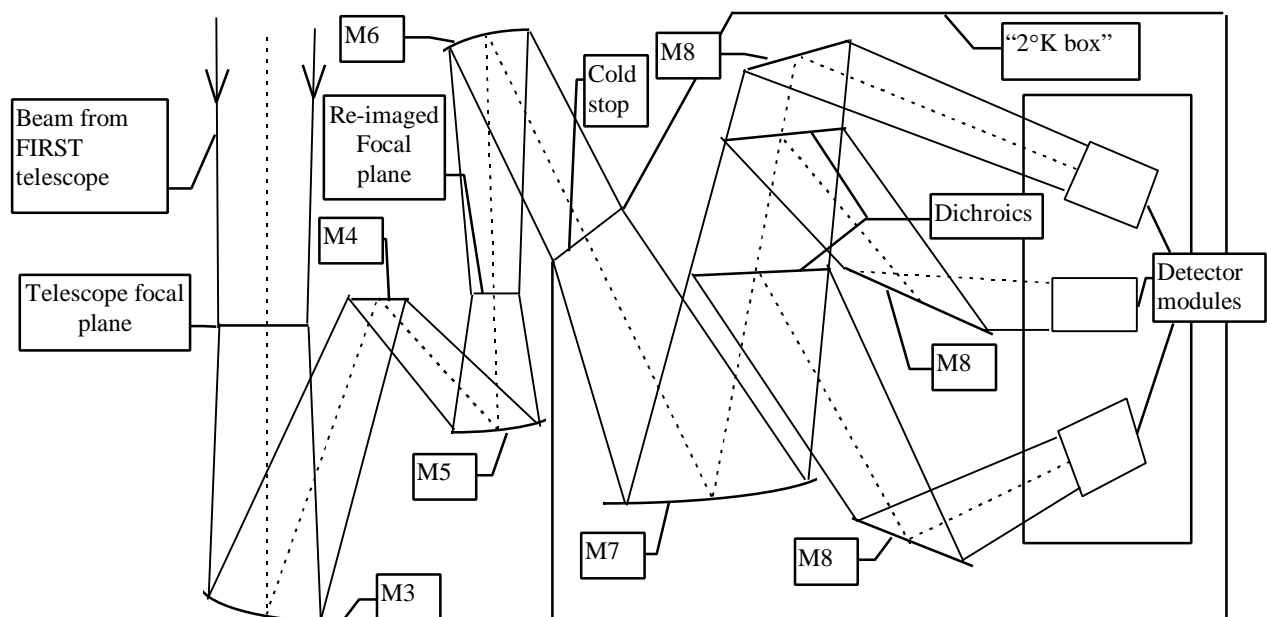 M6
M8
“2°K box”
Cold
stop
Beam from
FIRST
telescope
Re-imaged
Focal
plane
Dichroics
M4
Telescope focal
plane
Detector
modules
M8
M5
M7
M8
M3